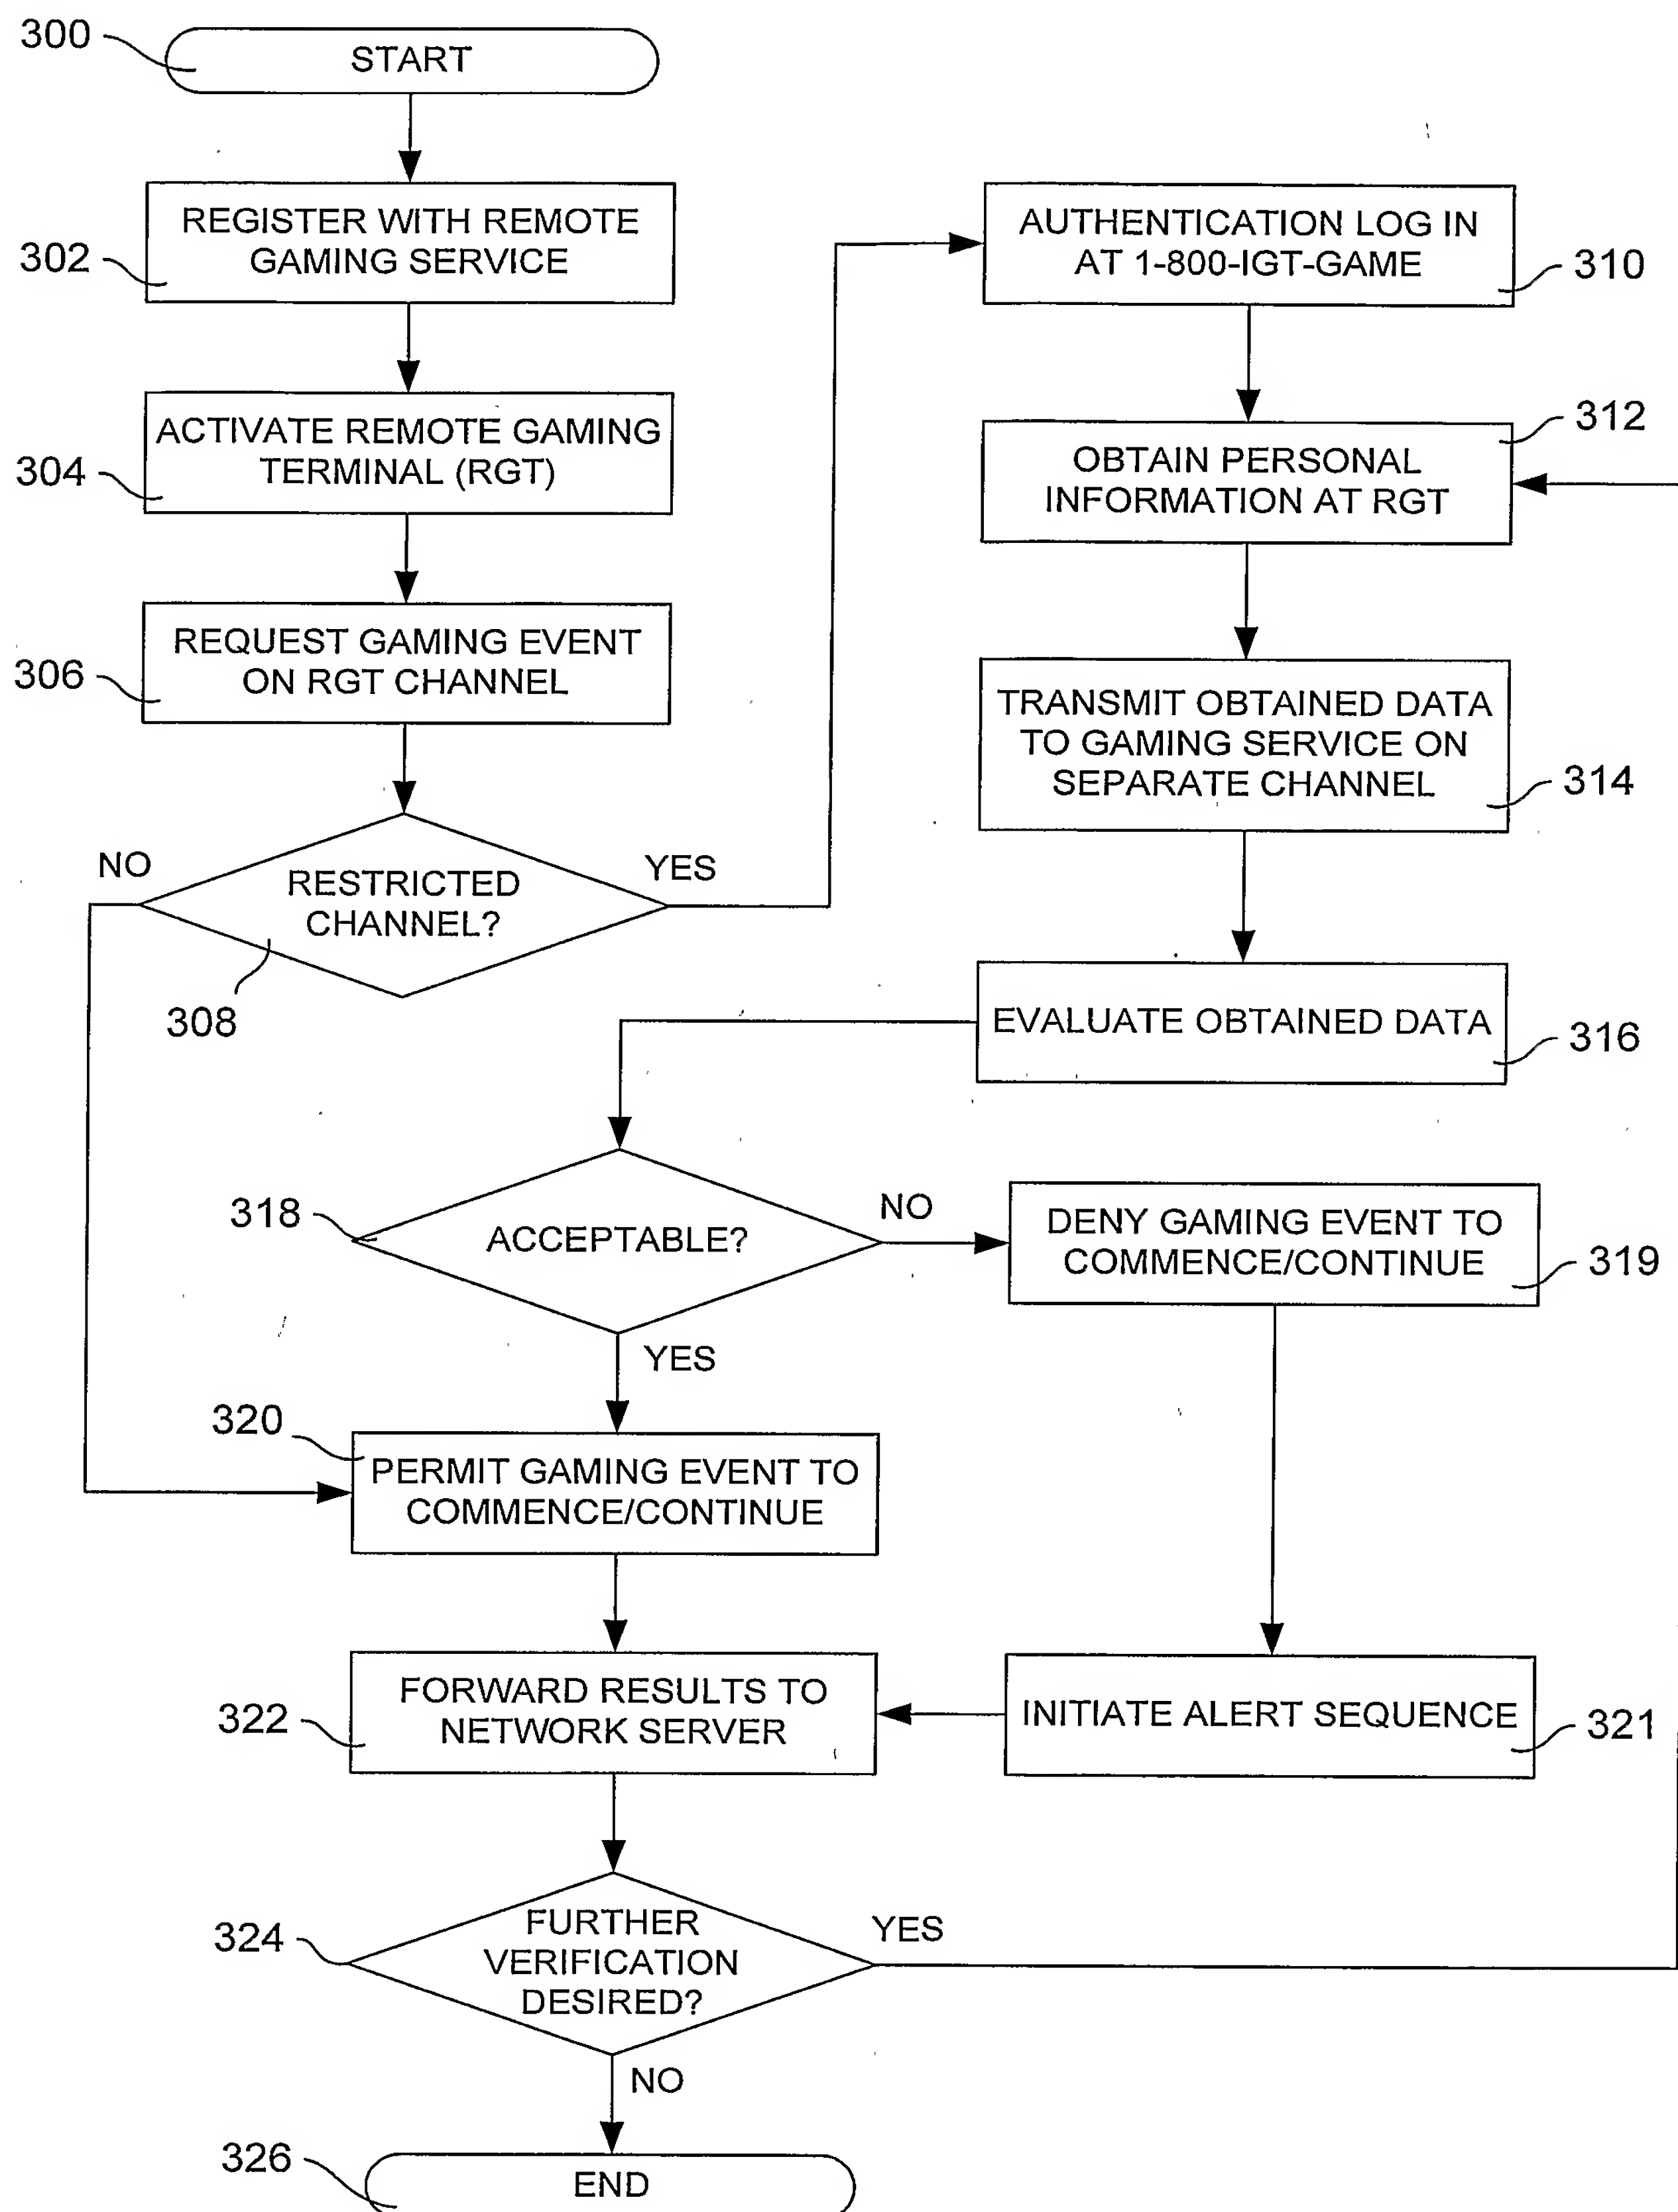 300
START
302
REGISTER WITH REMOTE
GAMING SERVICE
304
ACTIVATE REMOTE GAMING
TERMINAL (RGT)
306
REQUEST GAMING EVENT
ON RGT CHANNEL
NO
YES
RESTRICTED
CHANNEL?
308
AUTHENTICATION LOG IN
AT 1-800-IGT-GAME
310
312
OBTAIN PERSONAL
INFORMATION AT RGT
TRANSMIT OBTAINED DATA
TO GAMING SERVICE ON
SEPARATE CHANNEL
314
EVALUATE OBTAINED DATA
316
318
ACCEPTABLE?
NO
DENY GAMING EVENT TO
COMMENCE/CONTINUE
319
YES
320
PERMIT GAMING EVENT TO
COMMENCE/CONTINUE
322
FORWARD RESULTS TO
NETWORK SERVER
INITIATE ALERT SEQUENCE
321
324
FURTHER
VERIFICATION
DESIRED?
YES
NO
326
END